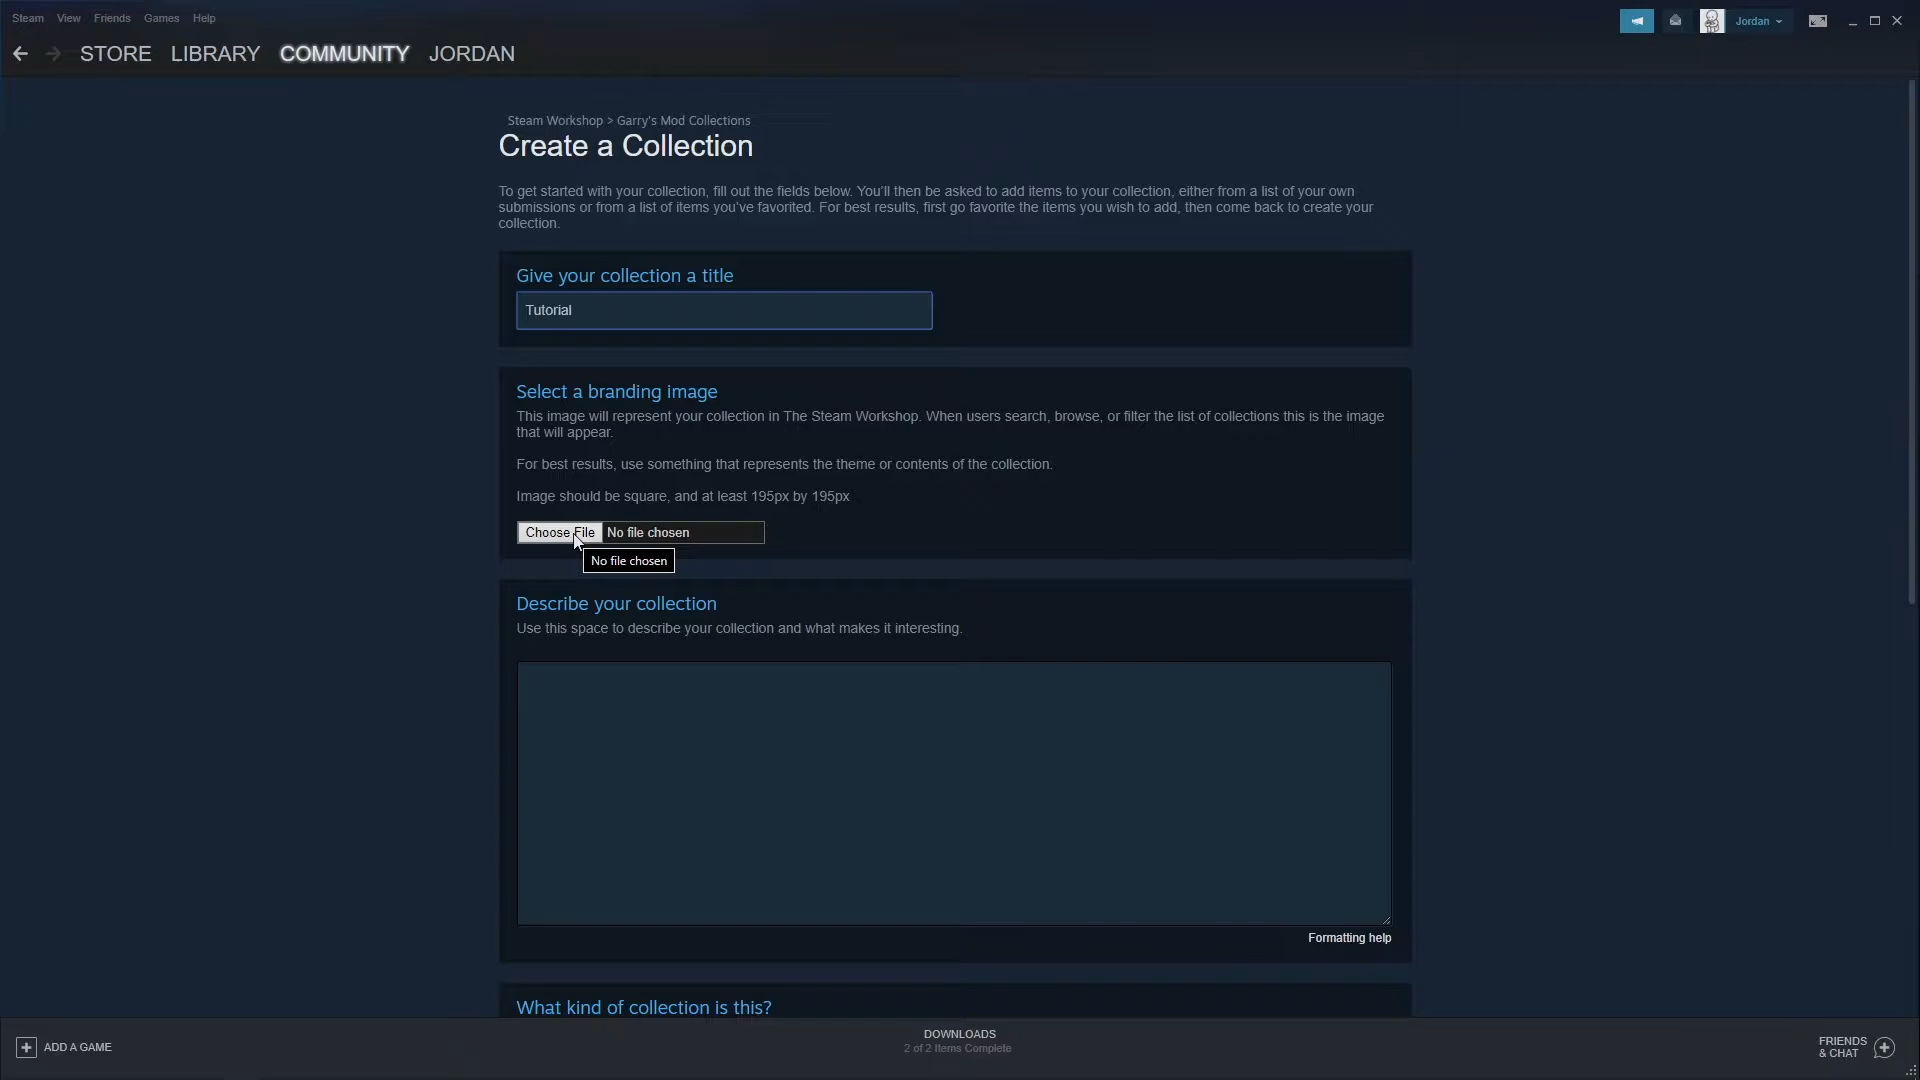 Steam View Friends Games Help
Jordan
STORE LIBRARY COMMUNITY JORDAN
Steam Workshop > Garry's Mod Collections
Create a Collection
To get started with your collection, fill out the fields below. You'll then be asked to add items to your collection, either from a list of your own
submissions or from a list of items you've favorited. For best results, first go favorite the items you wish to add, then come back to create your
collection.
Give your collection a title
Tutorial
Select a branding image
This image will represent your collection in The Steam Workshop. When users search, browse, or filter the list of collections this is the image
that will appear.
For best results, use something that represents the theme or contents of the collection.
Image should be square, and at least 195px by 195px
Choose File No file chosen
No file chosen
Describe your collection
Use this space to describe your collection and what makes it interesting.
Formatting help
What kind of collection is this?
ADD A GAME
DOWNLOADS
2 of 2 Items Complete
FRIENDS
& CHAT